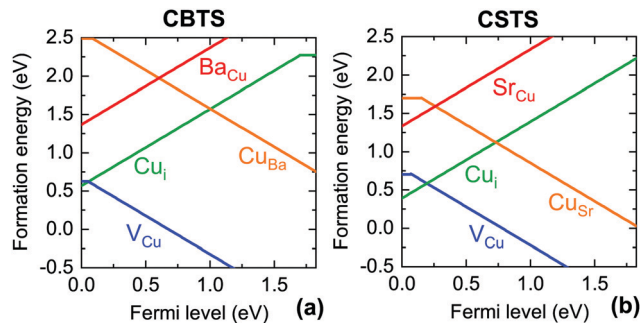 CBTS
Formation energy (eV)
2.5
2.0
1.5
1.0
0.5
0.0
-0.5
Ba_Cu
Cu_i
Cu_Ba
V_Cu
0.0 0.5 1.0 1.5
Fermi level (eV)
(a)
CSTS
Formation energy (eV)
2.5
2.0
1.5
1.0
0.5
0.0
-0.5
Sr_Cu
Cu_i
Cu_Sr
V_Cu
0.0 0.5 1.0 1.5
Fermi level (eV)
(b)